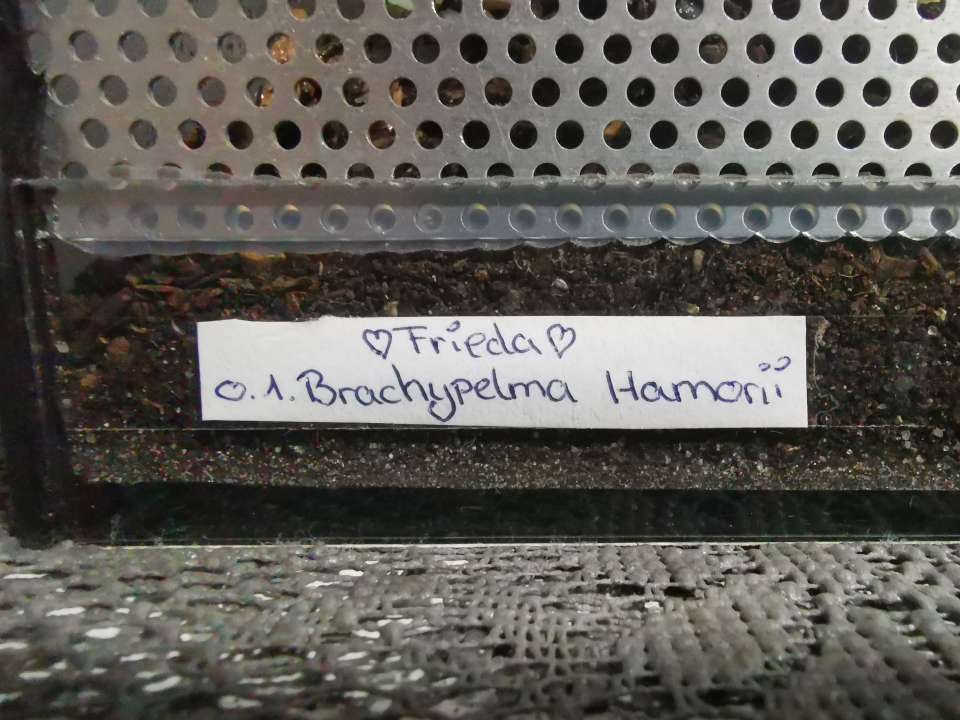 ♡Frieda♡
0.1. Brachypelma Hamorii